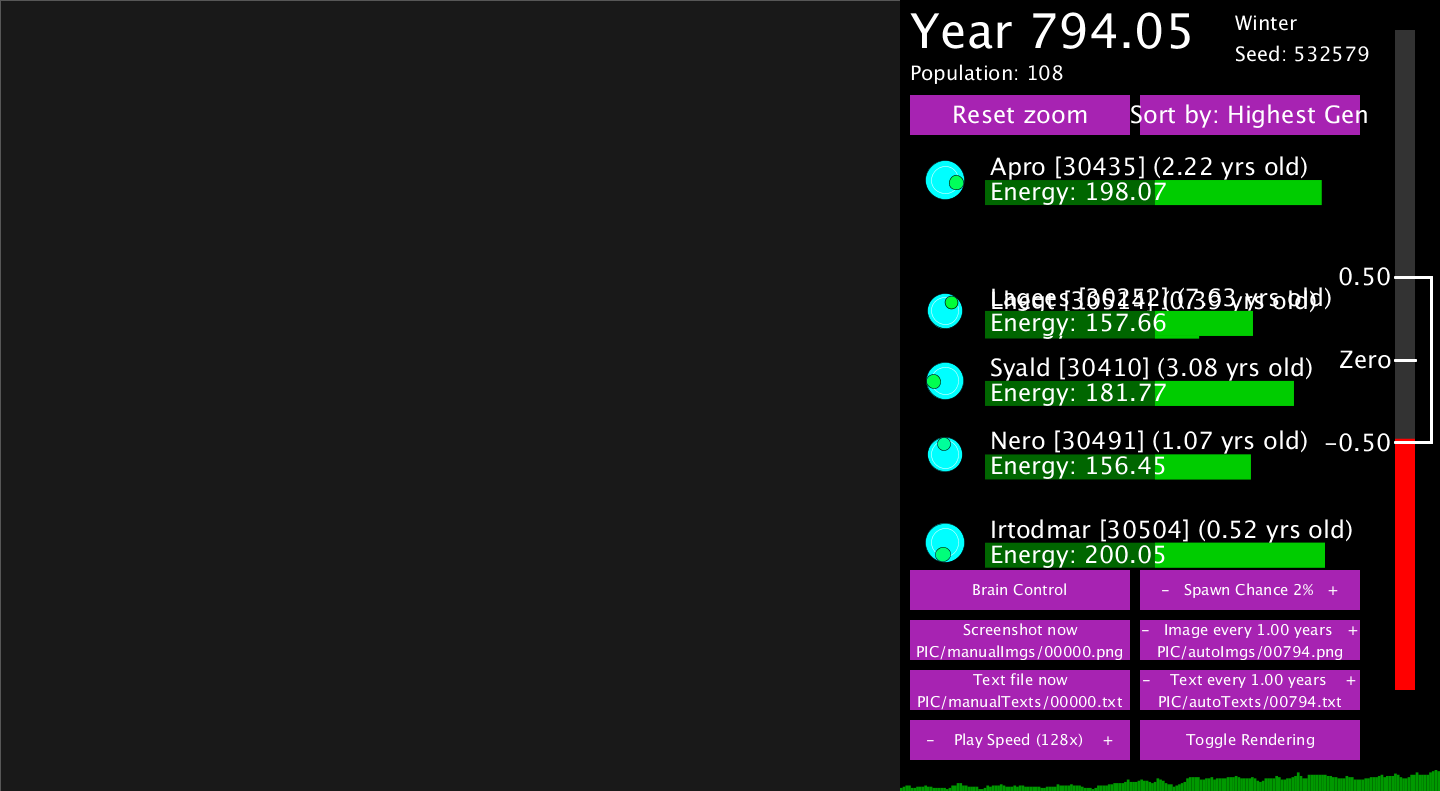 Year 794.05
Winter
Seed: 532579
Population: 108
Reset zoom
Sort by: Highest Gen
Apro [30435] (2.22 yrs old)
Energy: 198.07
0.50
Energy: 157.66
Zero
Syald [30410] (3.08 yrs old)
Energy: 181.77
Nero [30491] (1.07 yrs old)
-0.50
Energy: 156.45
Irtodmar [30504] (0.52 yrs old)
Energy: 200.05
Brain Control
- Spawn Chance 2% +
Screenshot now
PIC/manualImgs/00000.png
- Image every 1.00 years +
PIC/autoImgs/00794.png
Text file now
PIC/manualTexts/00000.txt
- Text every 1.00 years +
PIC/autoTexts/00794.txt
- Play Speed (128x) +
Toggle Rendering